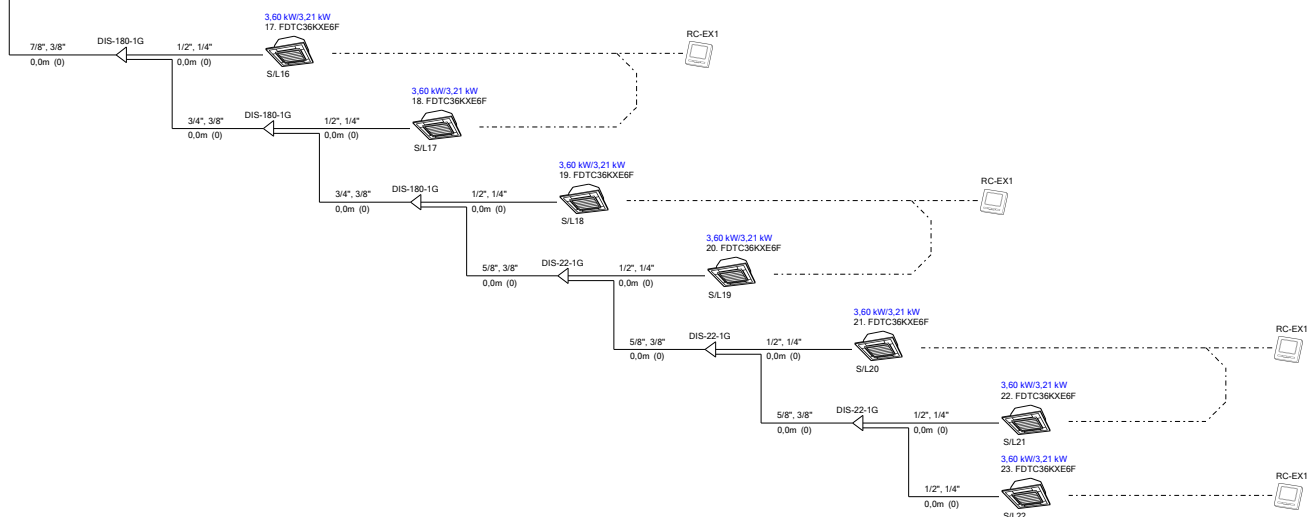 3,60 kW/3,21 kW
17. FDTC36KXE6F
RC-EX1
DIS-180-1G
7/8", 3/8"
1/2", 1/4"
0,0m (0)
0,0m (0)
S/L16
3,60 kW/3,21 kW
18. FDTC36KXE6F
DIS-180-1G
3/4", 3/8"
1/2", 1/4"
0,0m (0)
0,0m (0)
S/L17
3,60 kW/3,21 kW
19. FDTC36KXE6F
RC-EX1
DIS-180-1G
3/4", 3/8"
1/2", 1/4"
0,0m (0)
0,0m (0)
S/L18
3,60 kW/3,21 kW
20. FDTC36KXE6F
DIS-22-1G
5/8", 3/8"
1/2", 1/4"
0,0m (0)
0,0m (0)
S/L19
3,60 kW/3,21 kW
21. FDTC36KXE6F
RC-EX1
DIS-22-1G
5/8", 3/8"
1/2", 1/4"
0,0m (0)
0,0m (0)
S/L20
3,60 kW/3,21 kW
22. FDTC36KXE6F
DIS-22-1G
5/8", 3/8"
1/2", 1/4"
0,0m (0)
0,0m (0)
S/L21
3,60 kW/3,21 kW
23. FDTC36KXE6F
RC-EX1
1/2", 1/4"
0,0m (0)
S/L22